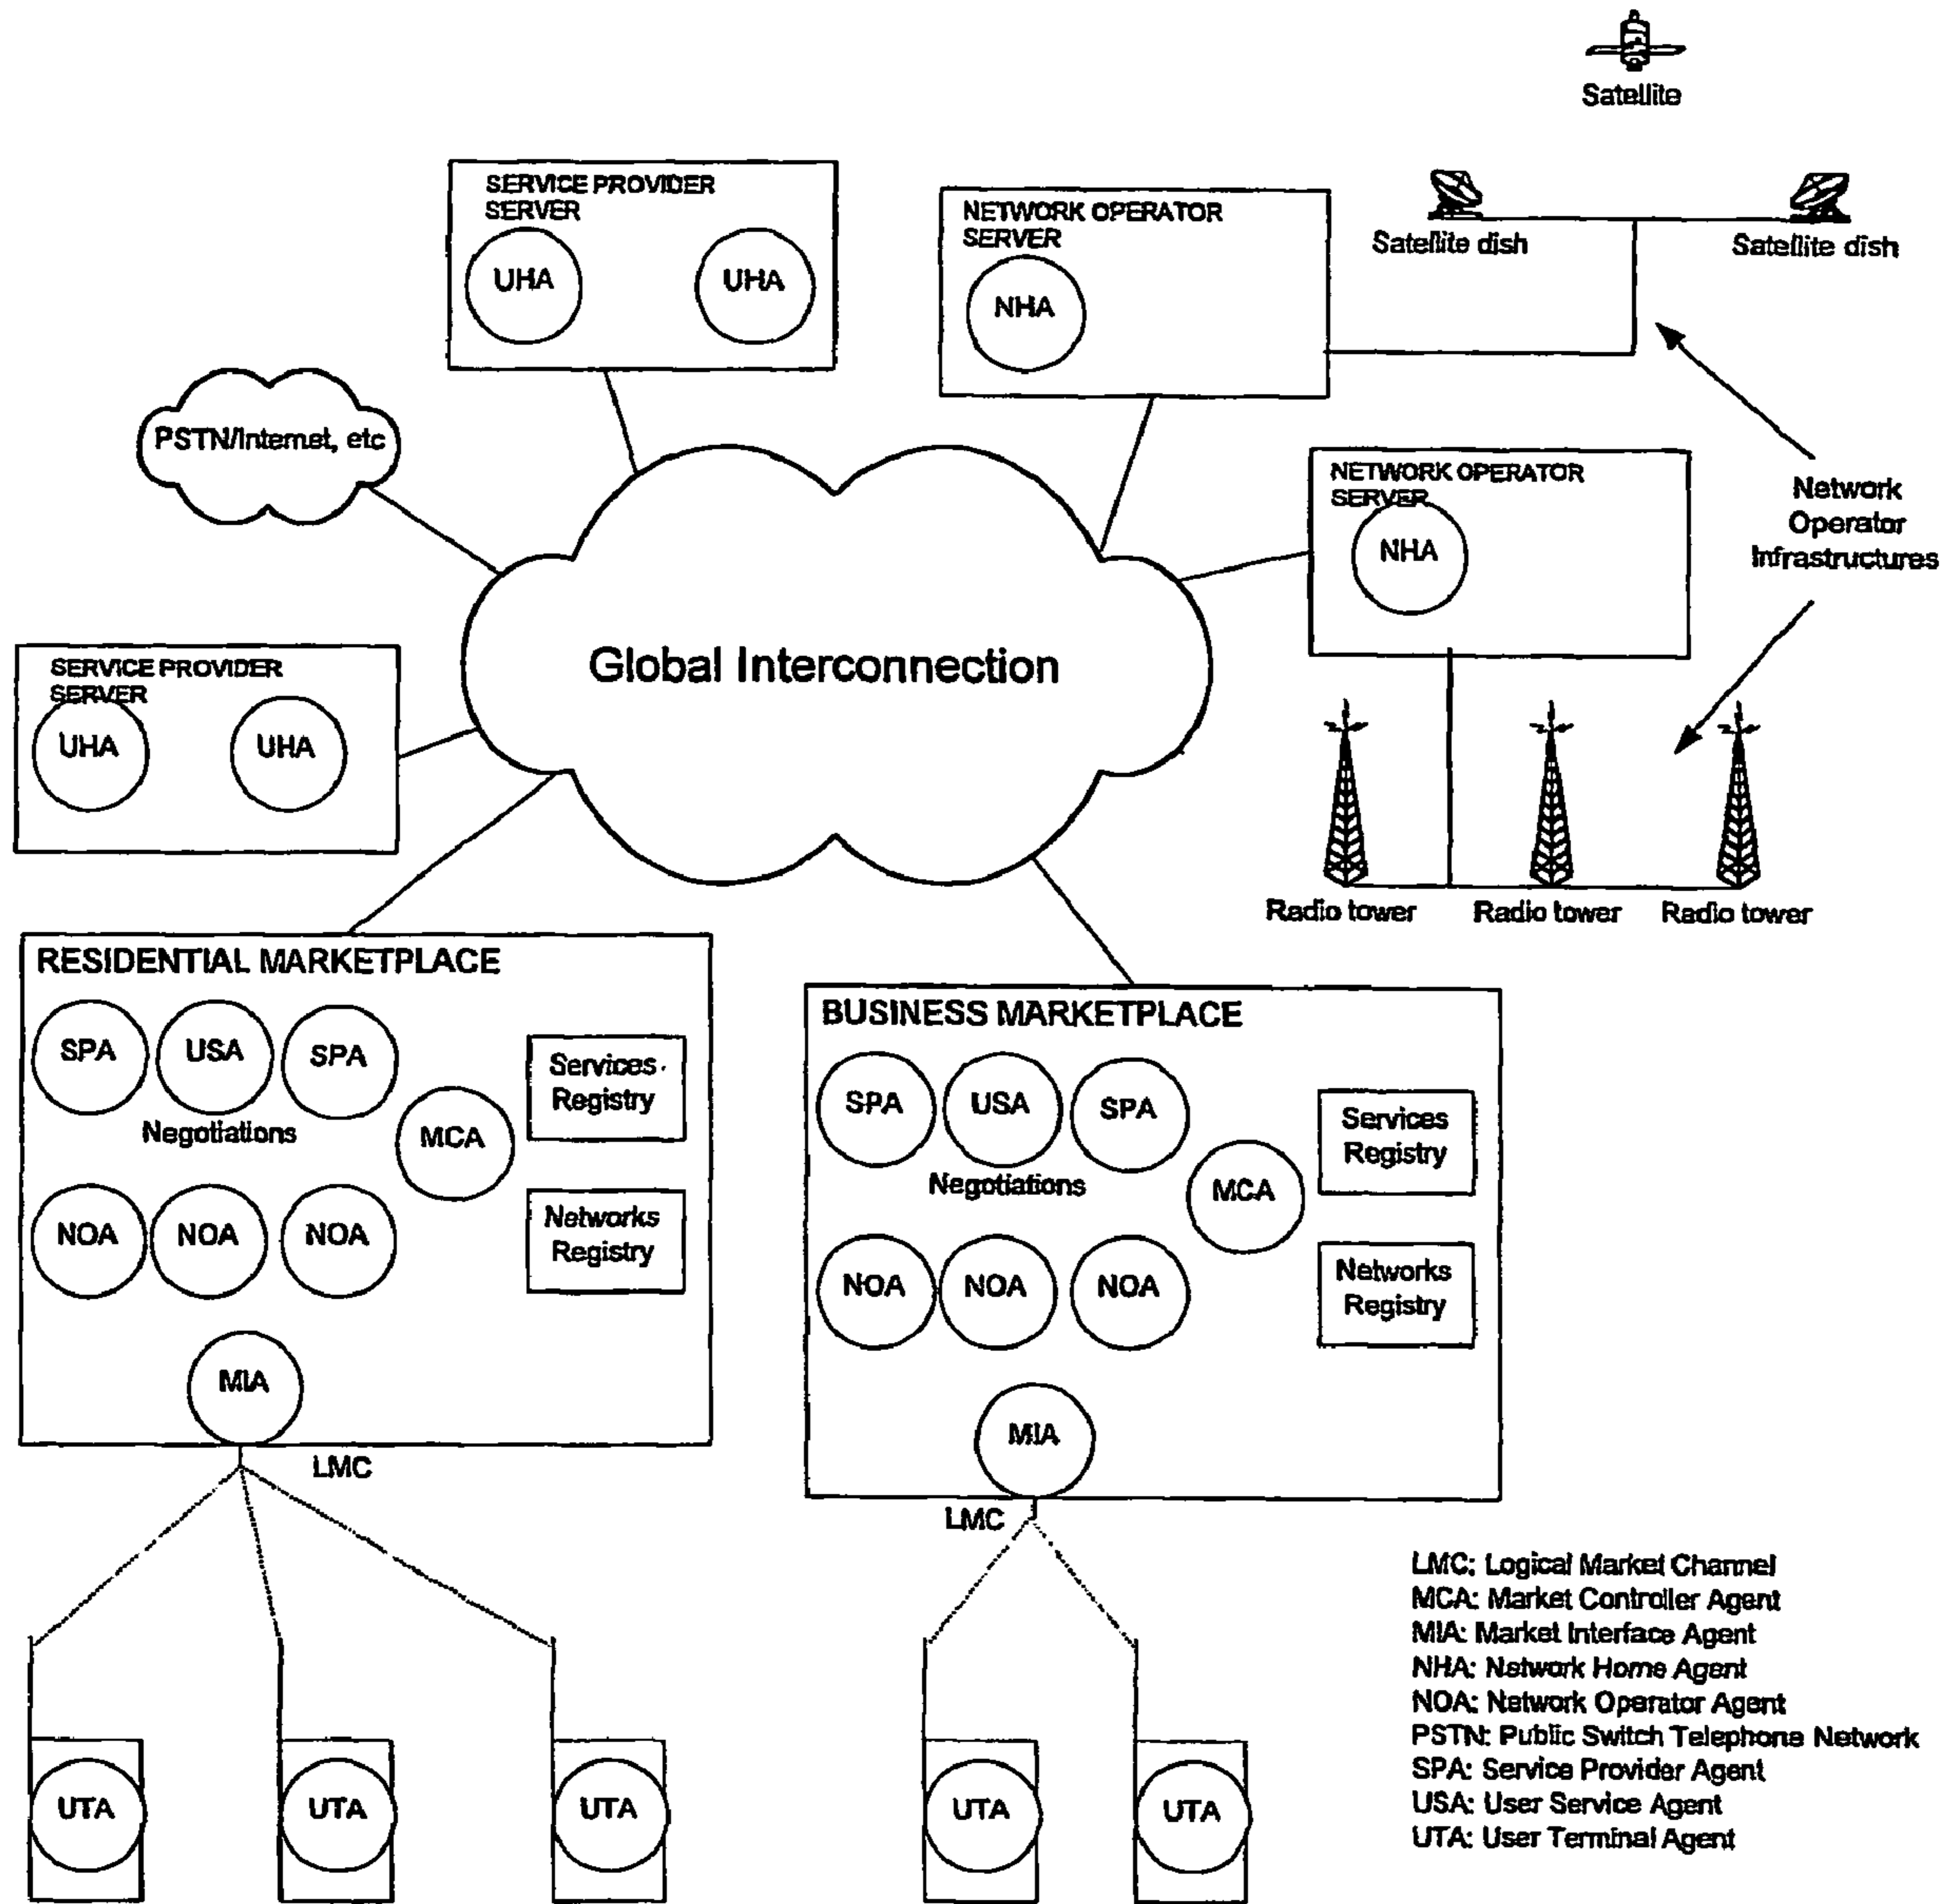 Satellite
SERVICE PROVIDER
SERVER
UHA
UHA
NETWORK OPERATOR
SERVER
NHA
Satellite dish
Satellite dish
PSTN/Internet, etc
NETWORK OPERATOR
SERVER
NHA
Network
Operator
Infrastructures
Global Interconnection
SERVICE PROVIDER
SERVER
UHA
UHA
Radio tower
Radio tower
Radio tower
RESIDENTIAL MARKETPLACE
SPA
USA
SPA
Negotiations
MCA
Services
Registry
NOA
NOA
NOA
Networks
Registry
MIA
LMC
BUSINESS MARKETPLACE
SPA
USA
SPA
Negotiations
MCA
Services
Registry
NOA
NOA
NOA
Networks
Registry
MIA
LMC
UTA
UTA
UTA
UTA
UTA
LMC: Logical Market Channel
MCA: Market Controller Agent
MIA: Market Interface Agent
NHA: Network Home Agent
NOA: Network Operator Agent
PSTN: Public Switch Telephone Network
SPA: Service Provider Agent
USA: User Service Agent
UTA: User Terminal Agent